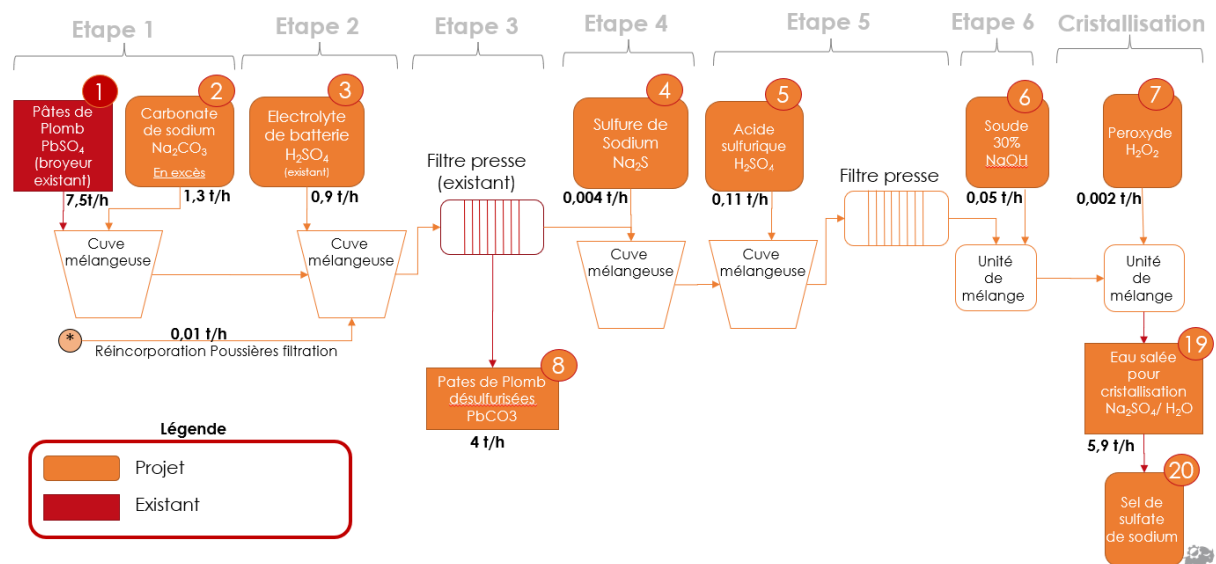 Etape 1
Etape 2
Etape 3
Etape 4
Etape 5
Etape 6
Cristallisation
1
Pâtes de
Plomb
PbSO₄
(broyeur
existant)
7,5t/h
2
Carbonate
de sodium
Na₂CO₃
En excès
1,3 t/h
3
Electrolyte
de batterie
H₂SO₄
(existant)
0,9 t/h
Filtre presse
(existant)
4
Sulfure de
Sodium
Na₂S
0,004 t/h
5
Acide
sulfurique
H₂SO₄
0,11 t/h
Filtre presse
6
Soude
30%
NaOH
0,05 t/h
7
Peroxyde
H₂O₂
0,002 t/h
Cuve
mélangeuse
Cuve
mélangeuse
Cuve
mélangeuse
Cuve
mélangeuse
Unité
de
mélange
Unité
de
mélange
*
0,01 t/h
Réincorporation Poussières filtration
8
Pates de Plomb
désulfurisées
PbCO3
4 t/h
19
Eau salée
pour
cristallisation
Na₂SO₄/ H₂O
5,9 t/h
20
Sel de
sulfate
de sodium
Légende
Projet
Existant